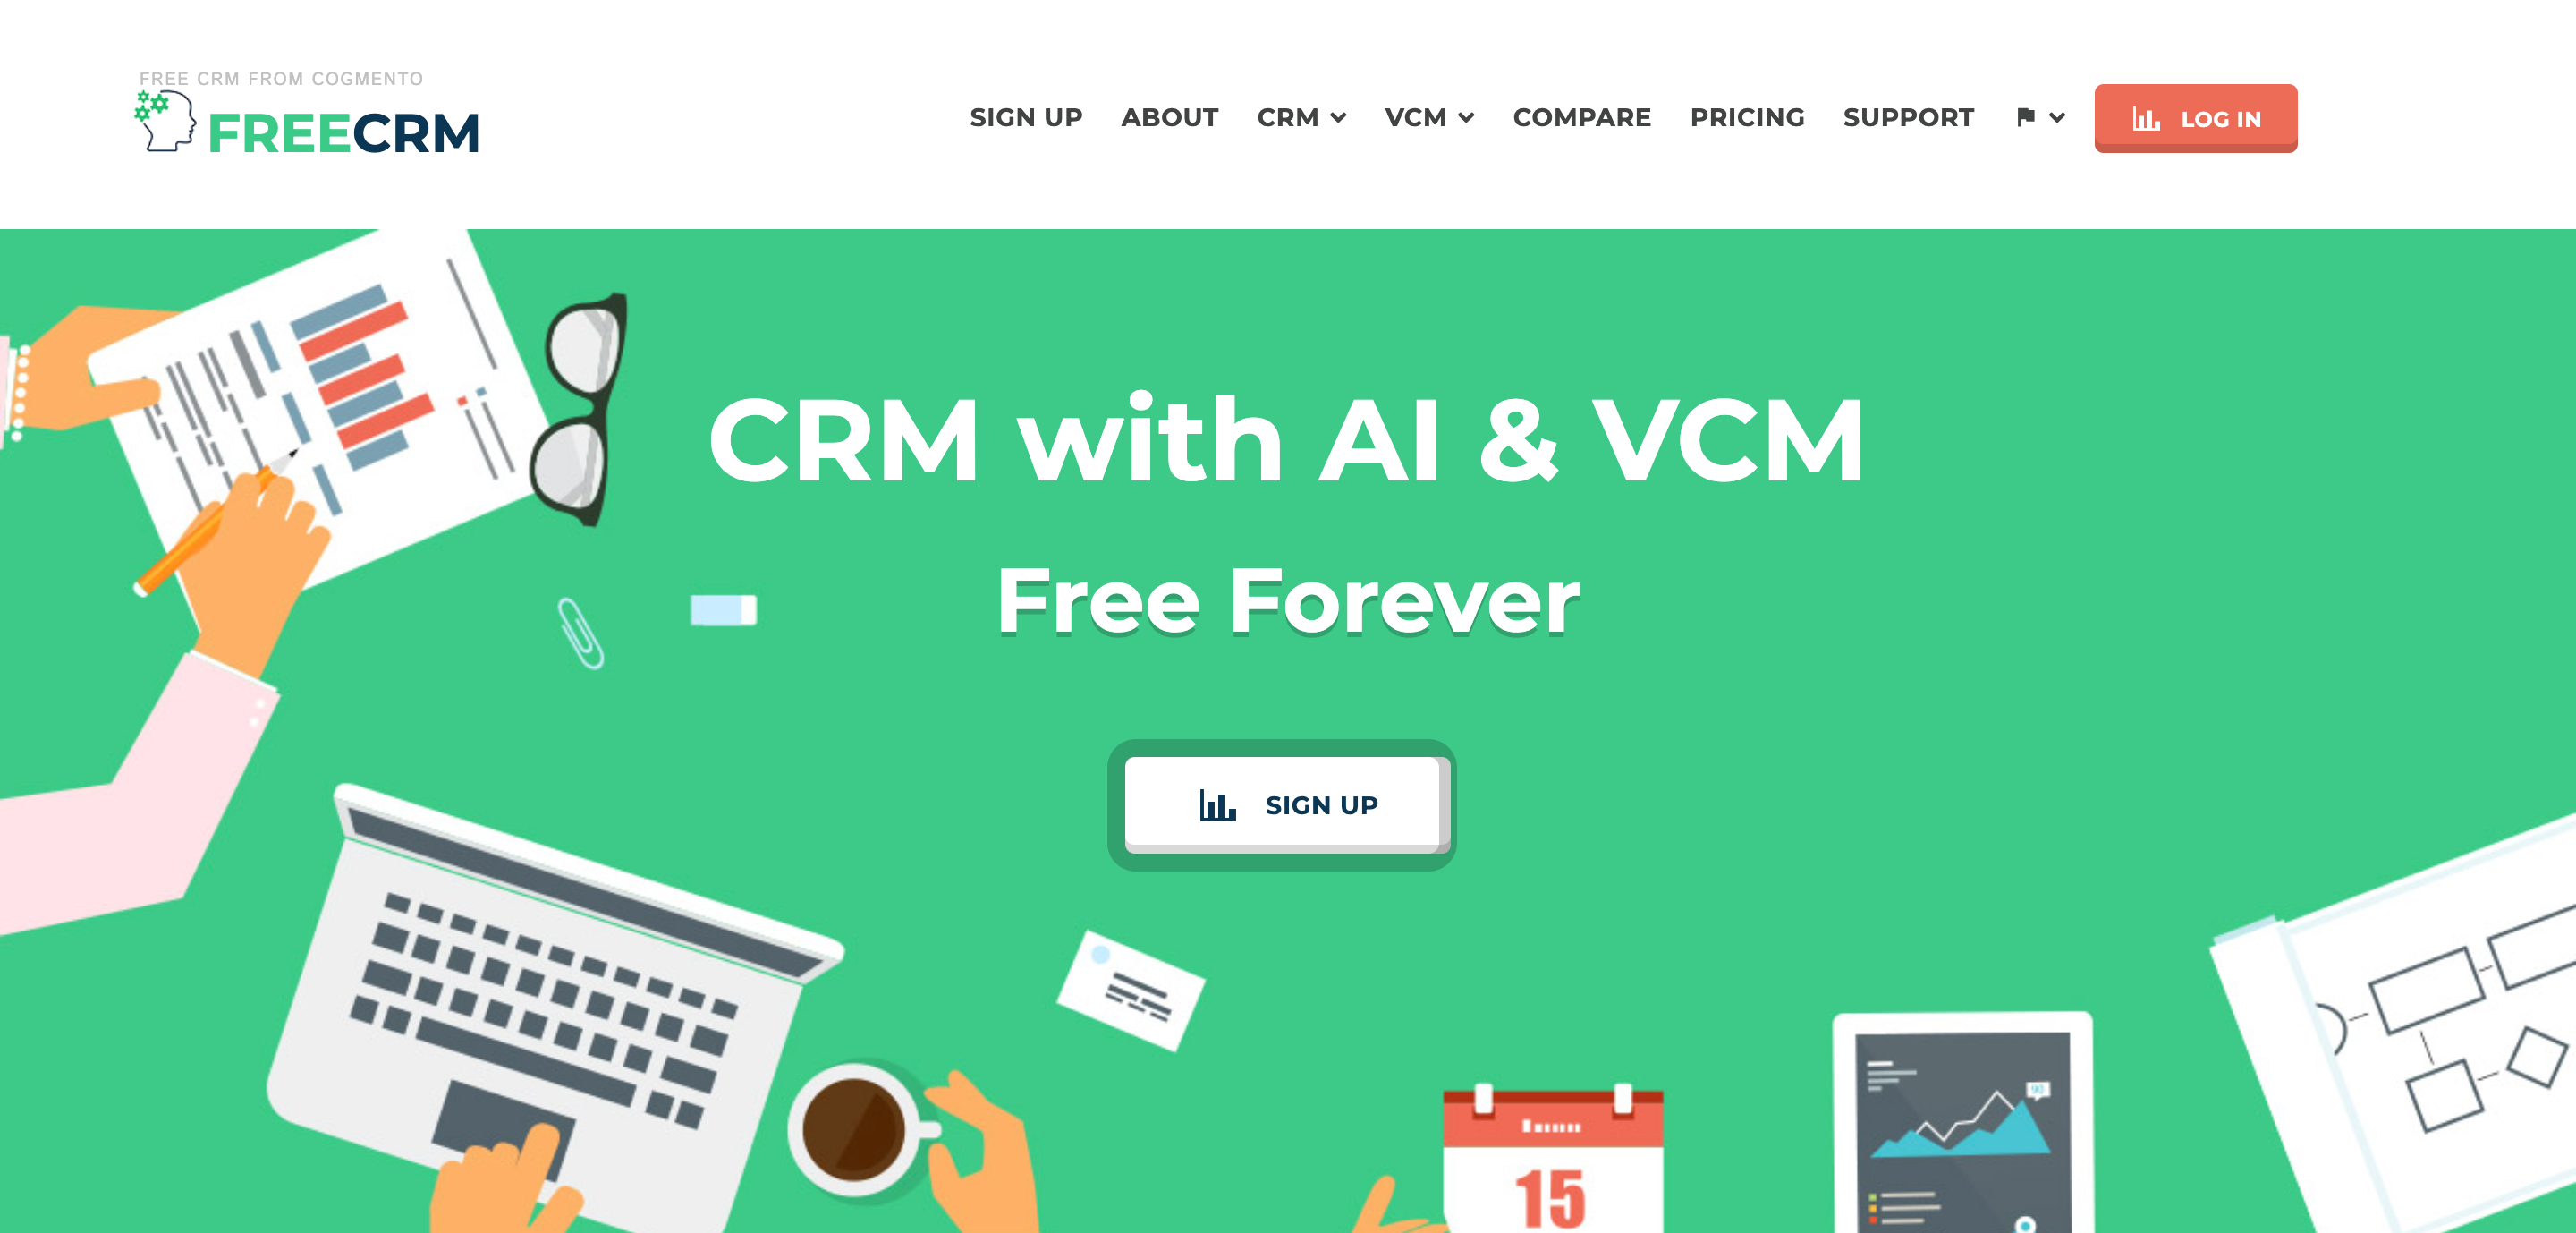 FREE CRM FROM COGMENTO
FREECRM
SIGN UP ABOUT CRM VCM COMPARE PRICING SUPPORT LOG IN
CRM with AI & VCM
Free Forever
SIGN UP
90
15